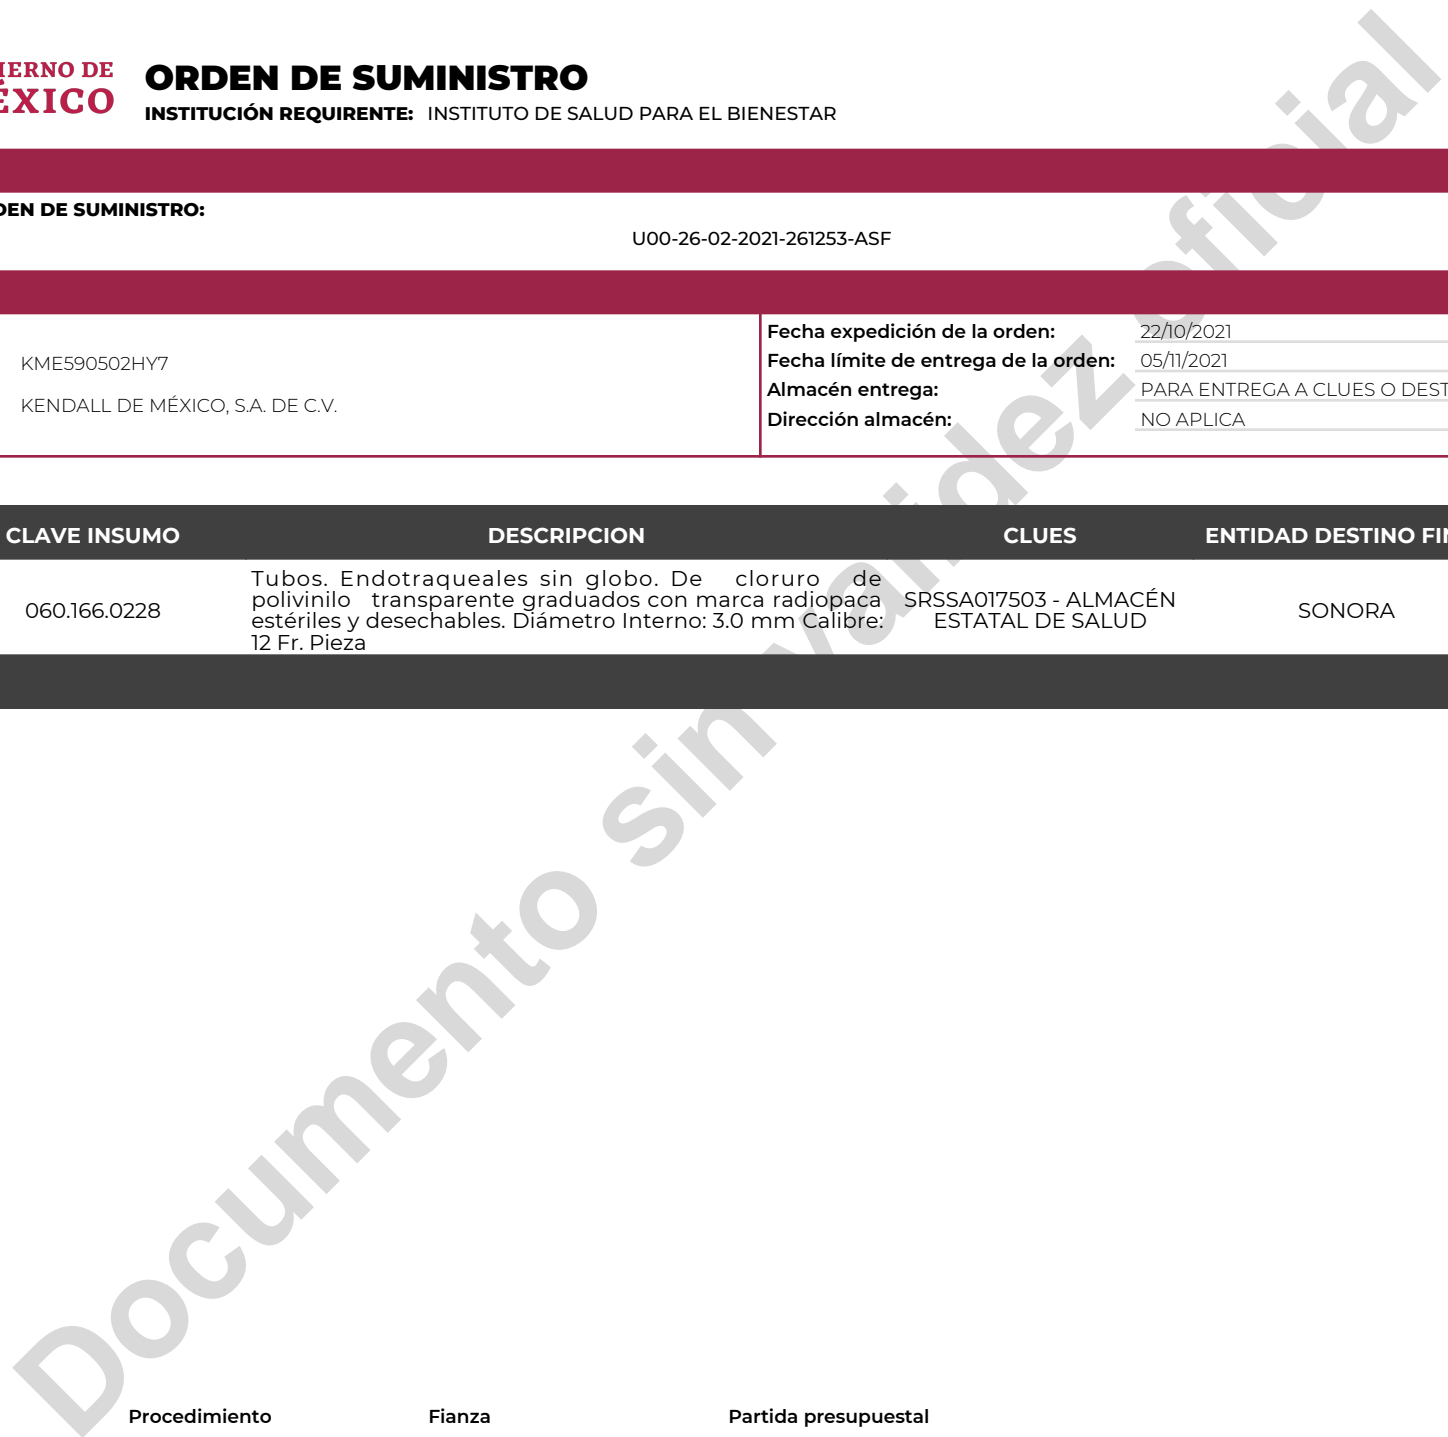 IERNO DE
ÉXICO
ORDEN DE SUMINISTRO
INSTITUCIÓN REQUIRENTE: INSTITUTO DE SALUD PARA EL BIENESTAR
DEN DE SUMINISTRO:
U00-26-02-2021-261253-ASF
KME590502HY7
KENDALL DE MÉXICO, S.A. DE C.V.
Fecha expedición de la orden: 22/10/2021
Fecha límite de entrega de la orden: 05/11/2021
Almacén entrega: PARA ENTREGA A CLUES O DEST
Dirección almacén: NO APLICA
CLAVE INSUMO DESCRIPCION CLUES ENTIDAD DESTINO FIN
060.166.0228
Tubos. Endotraqueales sin globo. De cloruro de
polivinilo transparente graduados con marca radiopaca
estériles y desechables. Diámetro Interno: 3.0 mm Calibre:
12 Fr. Pieza
SRSSA017503 - ALMACÉN
ESTATAL DE SALUD
SONORA
Documento sin validez oficial
Procedimiento Fianza Partida presupuestal